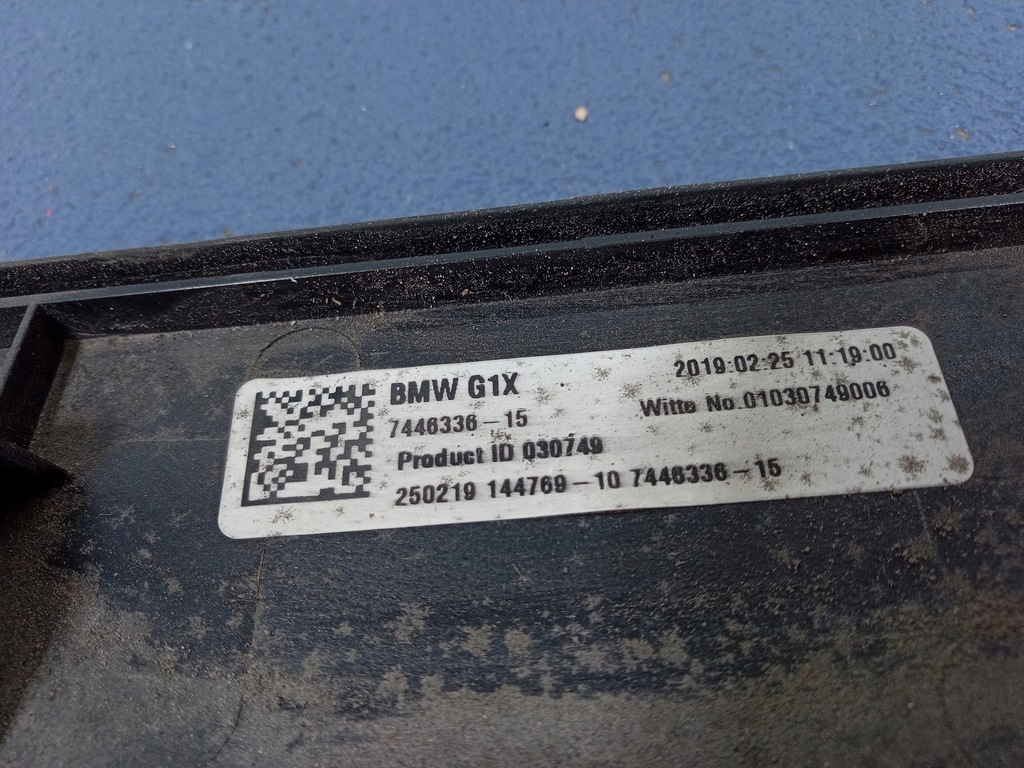 BMW G1X
2019:02:25 11:19:00
7446336-15
Witte No.01030749006
Product ID 030749
250219 144769-10 7446336-15